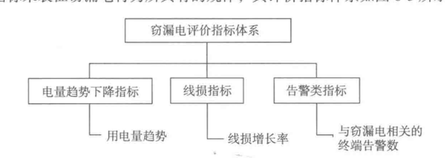 窃漏电评价指标体系
电量趋势下降指标
线损指标
告警类指标
用电量趋势
线损增长率
与窃漏电相关的
终端告警数